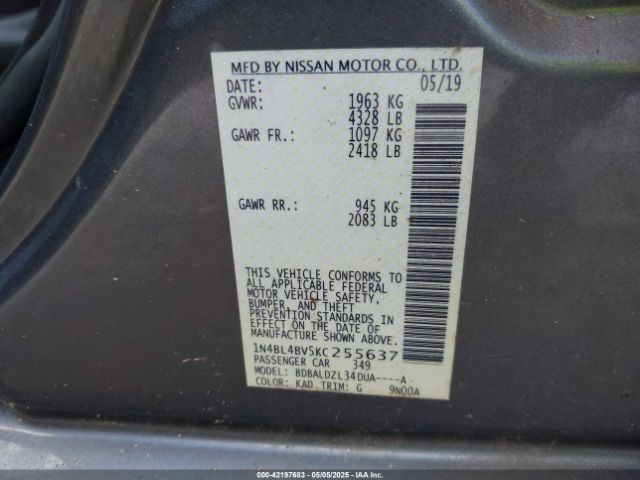 MFD BY NISSAN MOTOR CO., LTD.
DATE: 05/19
GVWR: 1963 KG
4328 LB
GAWR FR.: 1097 KG
2418 LB
GAWR RR.: 945 KG
2083 LB
THIS VEHICLE CONFORMS TO
ALL APPLICABLE FEDERAL
MOTOR VEHICLE SAFETY,
BUMPER, AND THEFT
PREVENTION STANDARDS IN
EFFECT ON THE DATE OF
MANUFACTURE SHOWN ABOVE.
1N4BL4BV5KC255637
PASSENGER CAR 349
MODEL: BDBALDZL34DUA----A-
COLOR: KAD TRIM: G 9N00A
000-42197683 - 05/05/2025 - IAA Inc.